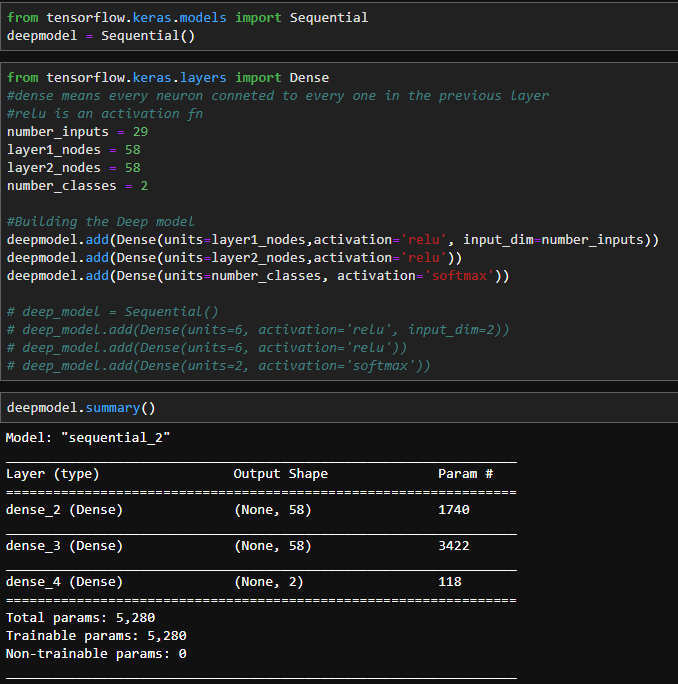 from tensorflow.keras.models import Sequential
deepmodel = Sequential()
from tensorflow.keras.layers import Dense
#dense means every neuron conneted to every one in the previous layer
#relu is an activation fn
number_inputs = 29
layer1_nodes = 58
layer2_nodes = 58
number_classes = 2
#Building the Deep model
deepmodel.add(Dense(units=layer1_nodes,activation='relu', input_dim=number_inputs))
deepmodel.add(Dense(units=layer2_nodes,activation='relu'))
deepmodel.add(Dense(units=number_classes, activation='softmax'))
# deep_model = Sequential()
# deep_model.add(Dense(units=6, activation='relu', input_dim=2))
# deep_model.add(Dense(units=6, activation='relu'))
# deep_model.add(Dense(units=2, activation='softmax'))
deepmodel.summary()
Model: "sequential_2"
Layer (type) Output Shape Param #
dense_2 (Dense) (None, 58) 1740
dense_3 (Dense) (None, 58) 3422
dense_4 (Dense) (None, 2) 118
Total params: 5,280
Trainable params: 5,280
Non-trainable params: 0